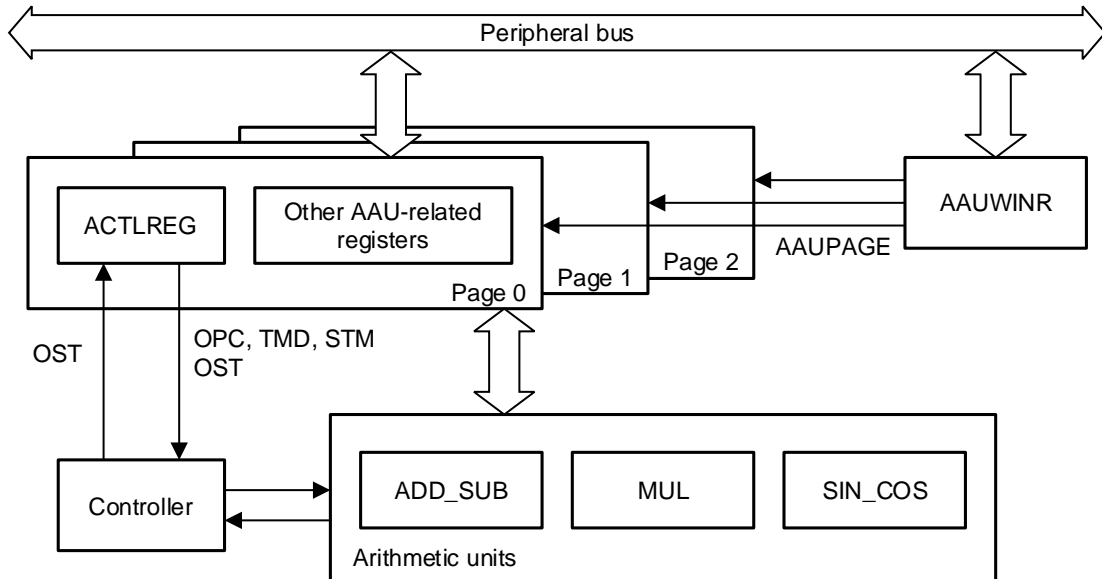 Peripheral bus
ACTLREG
Other AAU-related
registers
AAUWINR
AAUPAGE
Page 2
Page 1
Page 0
OST
OPC, TMD, STM
OST
Controller
ADD_SUB
MUL
SIN_COS
Arithmetic units